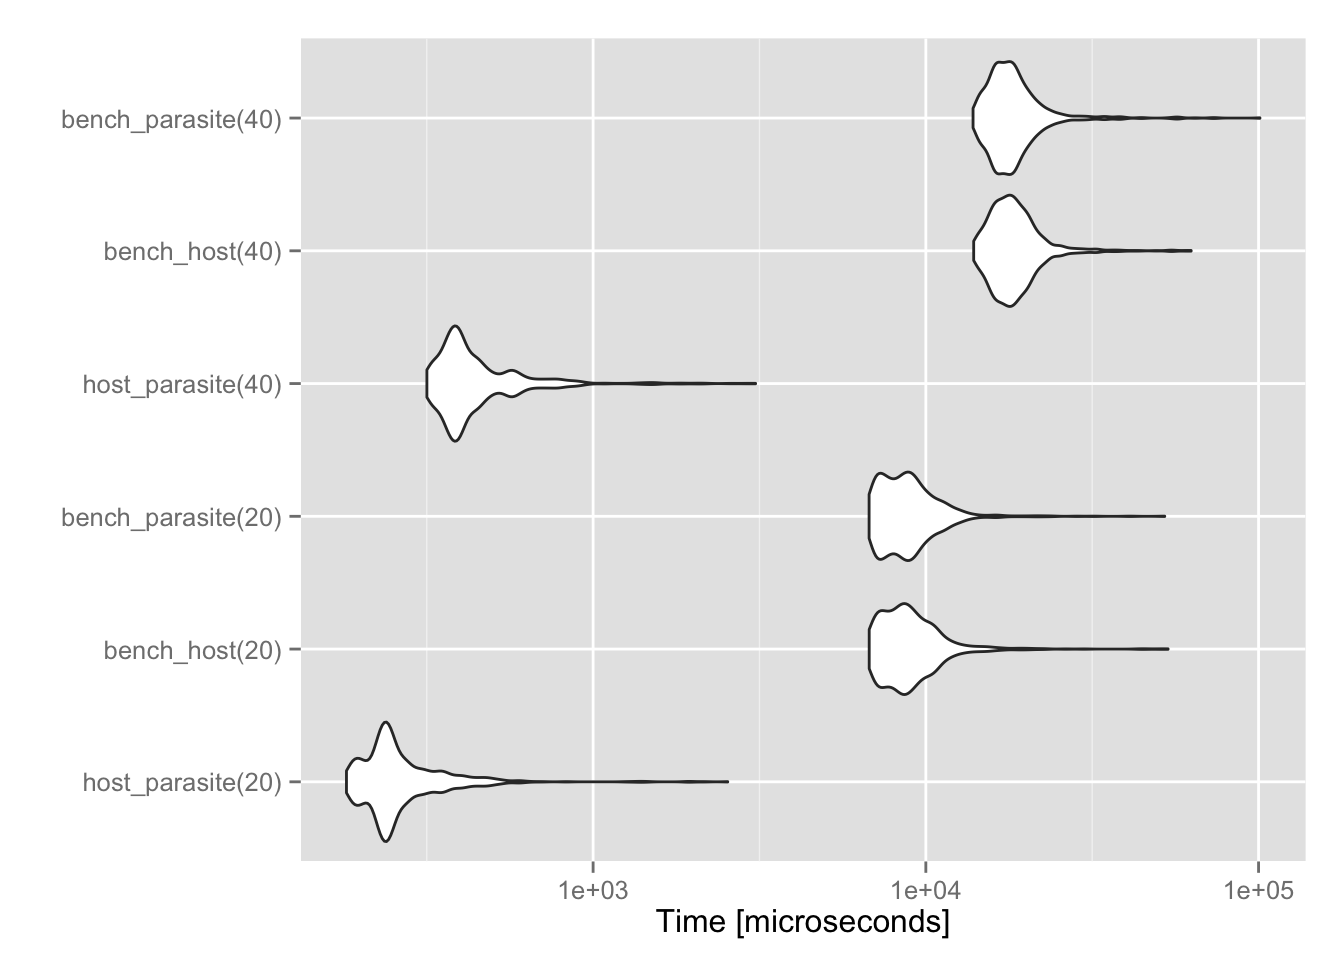 bench_parasite(40)
bench_host(40)
host_parasite(40)
bench_parasite(20)
bench_host(20)
host_parasite(20)
1e+03 1e+04 1e+05
Time [microseconds]